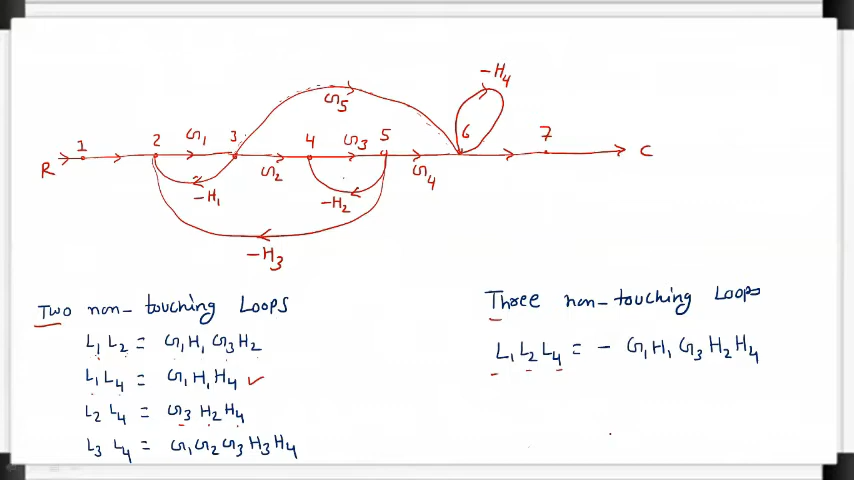 -H4
G5
1 2 G1 3 4 G3 5 6 7
R G2 G4 C
-H1 -H2
-H3
Two non-touching Loops
L1 L2 = G1 H1 G3 H2
L1 L4 = G1 H1 H4 ✓
L2 L4 = G3 H2 H4
L3 L4 = G1 G2 G3 H3 H4
Three non-touching Loops
L1 L2 L4 = - G1 H1 G3 H2 H4